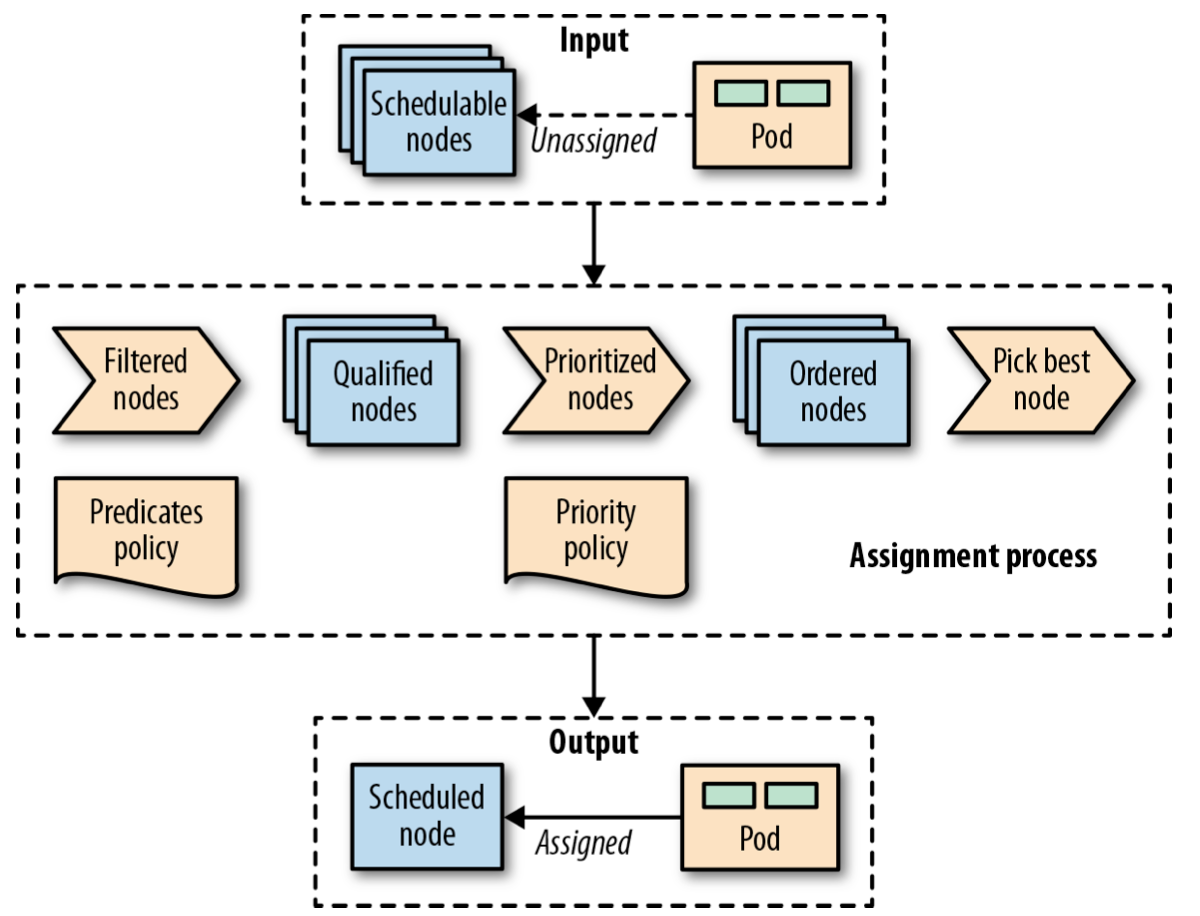 Input
Schedulable
nodes
Unassigned
Pod
Filtered
nodes
Qualified
nodes
Prioritized
nodes
Ordered
nodes
Pick best
node
Predicates
policy
Priority
policy
Assignment process
Output
Scheduled
node
Assigned
Pod